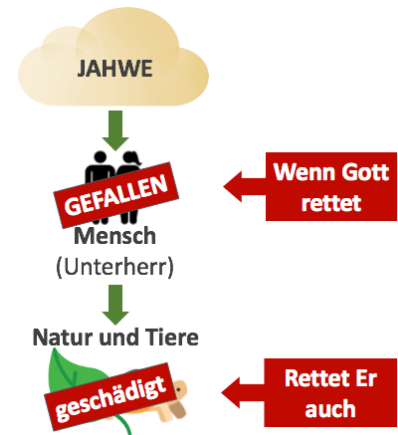 JAHWE
GEFALLEN
Wenn Gott
rettet
Mensch
(Unterherr)
Natur und Tiere
geschädigt
Rettet Er
auch